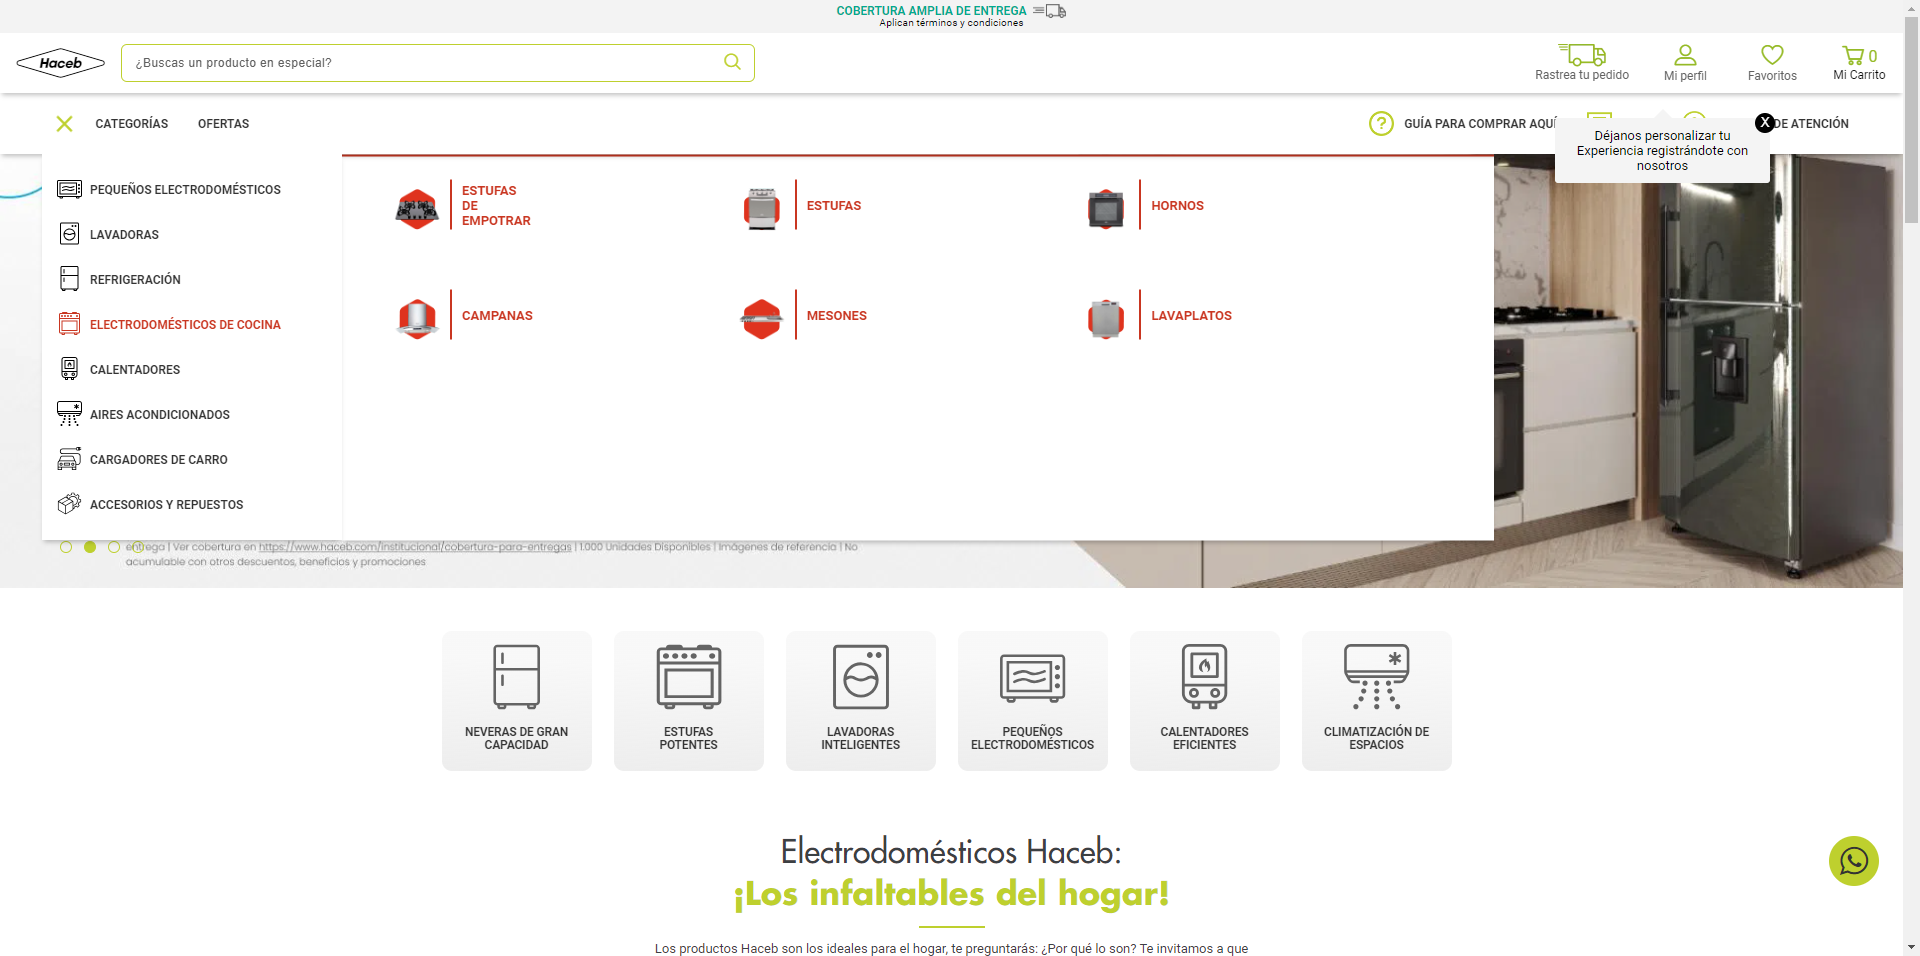 COBERTURA AMPLIA DE ENTREGA
Aplican términos y condiciones
Haceb
¿Buscas un producto en especial?
Rastrea tu pedido
Mi perfil
Favoritos
0
Mi Carrito
CATEGORÍAS
OFERTAS
GUÍA PARA COMPRAR AQUÍ
DE ATENCIÓN
X
Déjanos personalizar tu
Experiencia registrándote con
nosotros
PEQUEÑOS ELECTRODOMÉSTICOS
LAVADORAS
REFRIGERACIÓN
ELECTRODOMÉSTICOS DE COCINA
CALENTADORES
AIRES ACONDICIONADOS
CARGADORES DE CARRO
ACCESORIOS Y REPUESTOS
ESTUFAS
DE
EMPOTRAR
ESTUFAS
HORNOS
CAMPANAS
MESONES
LAVAPLATOS
entrega | Ver cobertura en https://www.haceb.com/institucional/cobertura-para-entregas | 1.000 Unidades Disponibles | Imágenes de referencia | No
acumulable con otros descuentos, beneficios y promociones
NEVERAS DE GRAN
CAPACIDAD
ESTUFAS
POTENTES
LAVADORAS
INTELIGENTES
PEQUEÑOS
ELECTRODOMÉSTICOS
CALENTADORES
EFICIENTES
CLIMATIZACIÓN DE
ESPACIOS
Electrodomésticos Haceb:
¡Los infaltables del hogar!
Los productos Haceb son los ideales para el hogar, te preguntarás: ¿Por qué lo son? Te invitamos a que